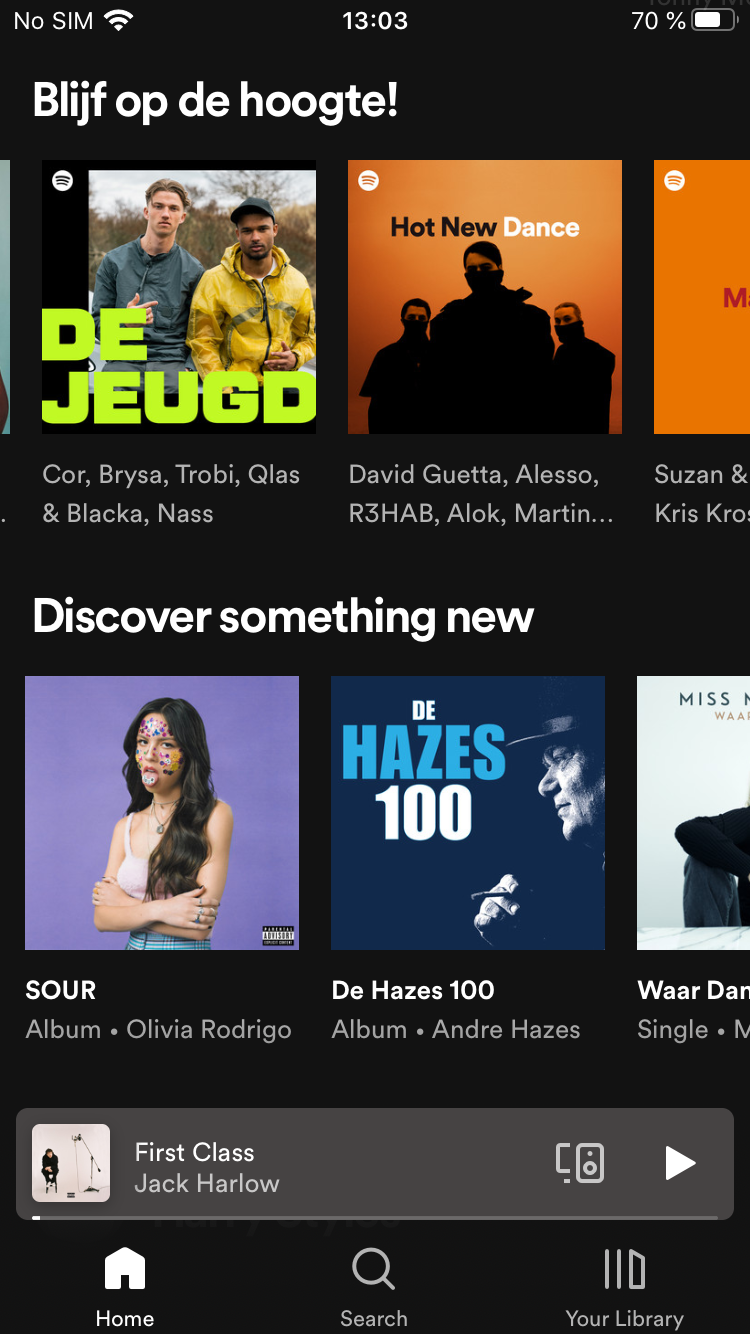 No SIM 13:03 70 %
Blijf op de hoogte!
DE
JEUGD
Hot New Dance
Cor, Brysa, Trobi, Qlas
& Blacka, Nass
David Guetta, Alesso,
R3HAB, Alok, Martin...
Suzan &
Kris
Discover something new
PARENTAL
ADVISORY
EXPLICIT CONTENT
DE
HAZES
100
MISS
SOUR
Album • Olivia Rodrigo
De Hazes 100
Album • Andre Hazes
Waar
Single •
First Class
Jack Harlow
Harry Styles
Home Search Your Library